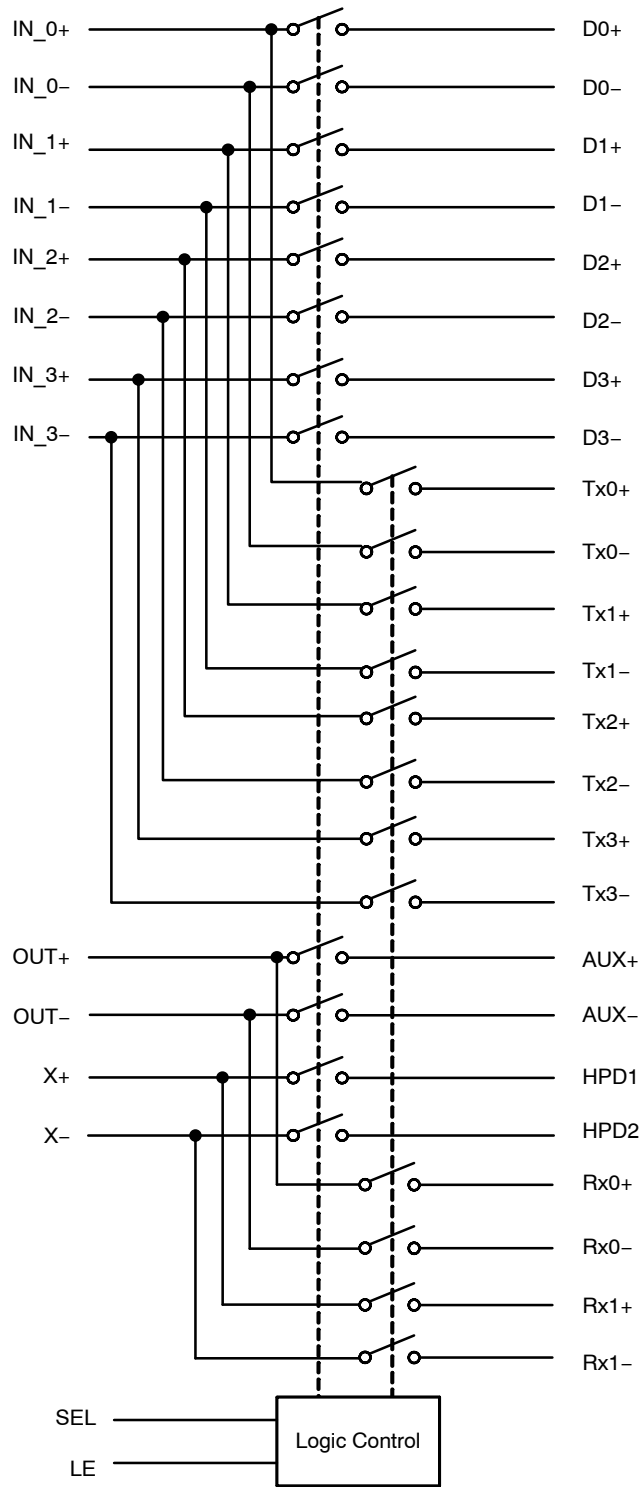 IN_0+ D0+
IN_0− D0−
IN_1+ D1+
IN_1− D1−
IN_2+ D2+
IN_2− D2−
IN_3+ D3+
IN_3− D3−
Tx0+
Tx0−
Tx1+
Tx1−
Tx2+
Tx2−
Tx3+
Tx3−
OUT+ AUX+
OUT− AUX−
X+ HPD1
X− HPD2
Rx0+
Rx0−
Rx1+
Rx1−
SEL
Logic Control
LE